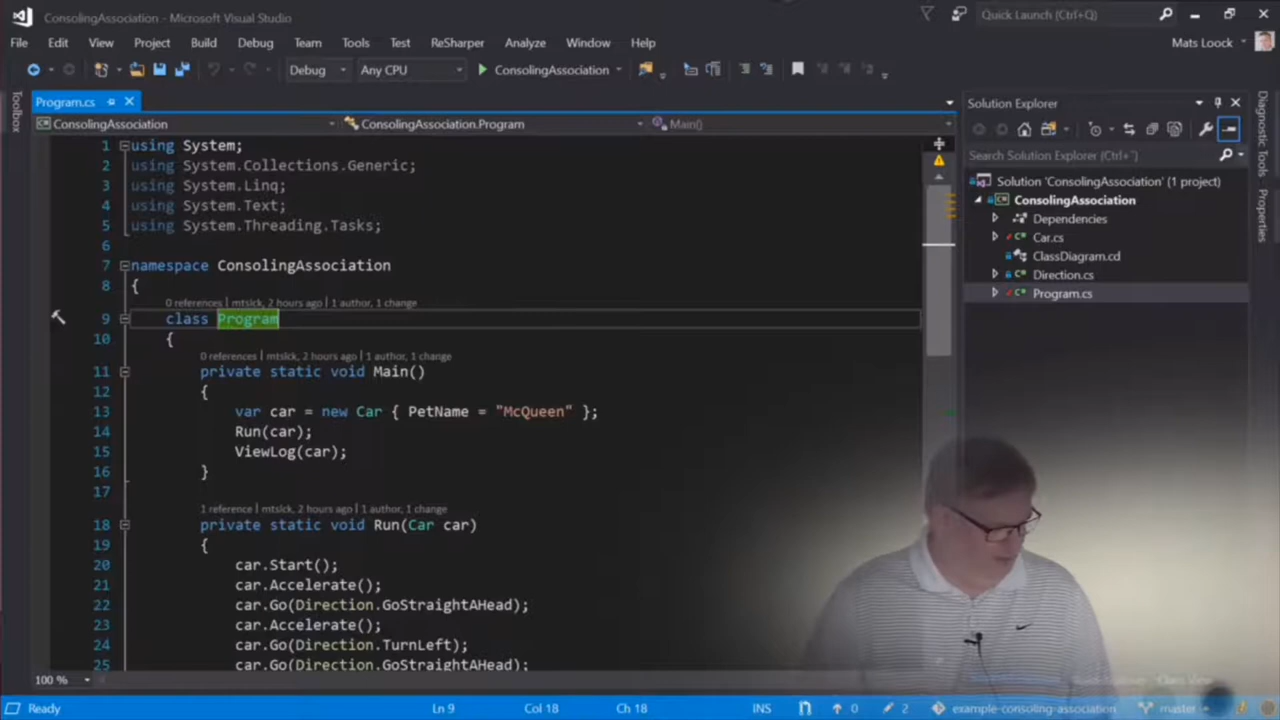 ConsolingAssociation - Microsoft Visual Studio
Quick Launch (Ctrl+Q)
File Edit View Project Build Debug Team Tools Test ReSharper Analyze Window Help
Mats Loock
Debug Any CPU ConsolingAssociation
Toolbox
Program.cs
ConsolingAssociation ConsolingAssociation.Program Main()
1 using System;
2 using System.Collections.Generic;
3 using System.Linq;
4 using System.Text;
5 using System.Threading.Tasks;
6
7 namespace ConsolingAssociation
8 {
0 references | mtslck, 2 hours ago | 1 author, 1 change
9 class Program
10 {
0 references | mtslck, 2 hours ago | 1 author, 1 change
11 private static void Main()
12 {
13 var car = new Car { PetName = "McQueen" };
14 Run(car);
15 ViewLog(car);
16 }
17
1 reference | mtslck, 2 hours ago | 1 author, 1 change
18 private static void Run(Car car)
19 {
20 car.Start();
21 car.Accelerate();
22 car.Go(Direction.GoStraightAHead);
23 car.Accelerate();
24 car.Go(Direction.TurnLeft);
25 car.Go(Direction.GoStraightAHead);
100 %
Solution Explorer
Search Solution Explorer (Ctrl+¨)
Solution 'ConsolingAssociation' (1 project)
ConsolingAssociation
Dependencies
Car.cs
ClassDiagram.cd
Direction.cs
Program.cs
Diagnostic Tools
Properties
Class View
Ready Ln 9 Col 18 Ch 18 INS 0 2 example-consoling-association master